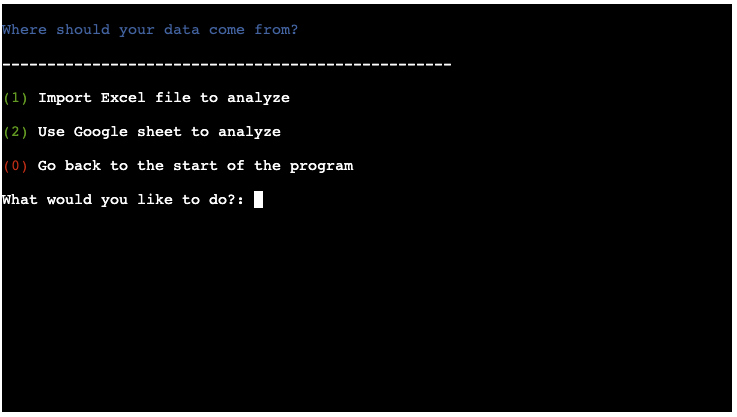 Where should your data come from?
--------------------------------------------------
(1) Import Excel file to analyze
(2) Use Google sheet to analyze
(0) Go back to the start of the program
What would you like to do?: